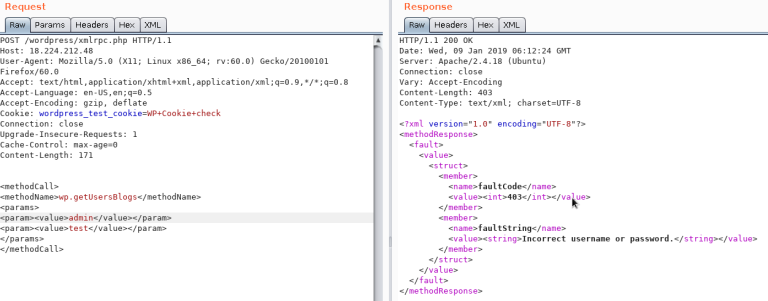 Request
Raw Params Headers Hex XML
POST /wordpress/xmlrpc.php HTTP/1.1
Host: 18.224.212.48
User-Agent: Mozilla/5.0 (X11; Linux x86_64; rv:60.0) Gecko/20100101
Firefox/60.0
Accept: text/html,application/xhtml+xml,application/xml;q=0.9,*/*;q=0.8
Accept-Language: en-US,en;q=0.5
Accept-Encoding: gzip, deflate
Cookie: wordpress_test_cookie=WP+Cookie+check
Connection: close
Upgrade-Insecure-Requests: 1
Cache-Control: max-age=0
Content-Length: 171
<methodCall>
<methodName>wp.getUsersBlogs</methodName>
<params>
<param><value>admin</value></param>
<param><value>test</value></param>
</params>
</methodCall>
Response
Raw Headers Hex XML
HTTP/1.1 200 OK
Date: Wed, 09 Jan 2019 06:12:24 GMT
Server: Apache/2.4.18 (Ubuntu)
Connection: close
Vary: Accept-Encoding
Content-Length: 403
Content-Type: text/xml; charset=UTF-8
<?xml version="1.0" encoding="UTF-8"?>
<methodResponse>
<fault>
<value>
<struct>
<member>
<name>faultCode</name>
<value><int>403</int></value>
</member>
<member>
<name>faultString</name>
<value><string>Incorrect username or password.</string></value>
</member>
</struct>
</value>
</fault>
</methodResponse>